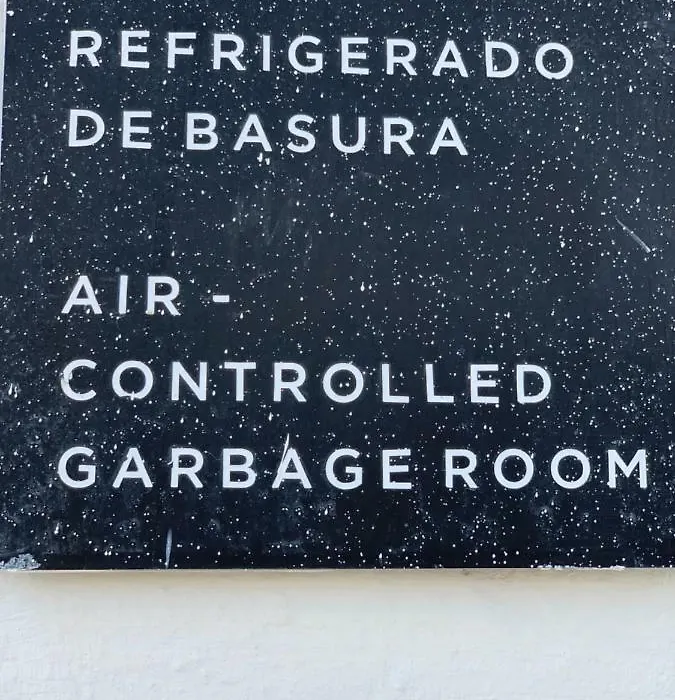 REFRIGERADO
DE BASURA
AIR -
CONTROLLED
GARBAGE ROOM